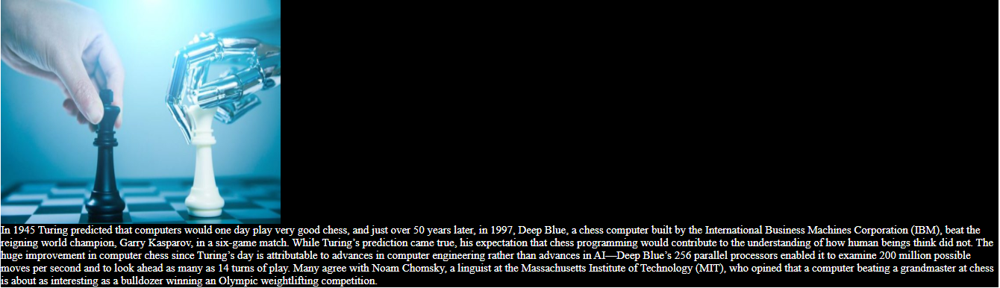 In 1945 Turing predicted that computers would one day play very good chess, and just over 50 years later, in 1997, Deep Blue, a chess computer built by the International Business Machines Corporation (IBM), beat the
reigning world champion, Garry Kasparov, in a six-game match. While Turing’s prediction came true, his expectation that chess programming would contribute to the understanding of how human beings think did not. The
huge improvement in computer chess since Turing’s day is attributable to advances in computer engineering rather than advances in AI—Deep Blue’s 256 parallel processors enabled it to examine 200 million possible
moves per second and to look ahead as many as 14 turns of play. Many agree with Noam Chomsky, a linguist at the Massachusetts Institute of Technology (MIT), who opined that a computer beating a grandmaster at chess
is about as interesting as a bulldozer winning an Olympic weightlifting competition.